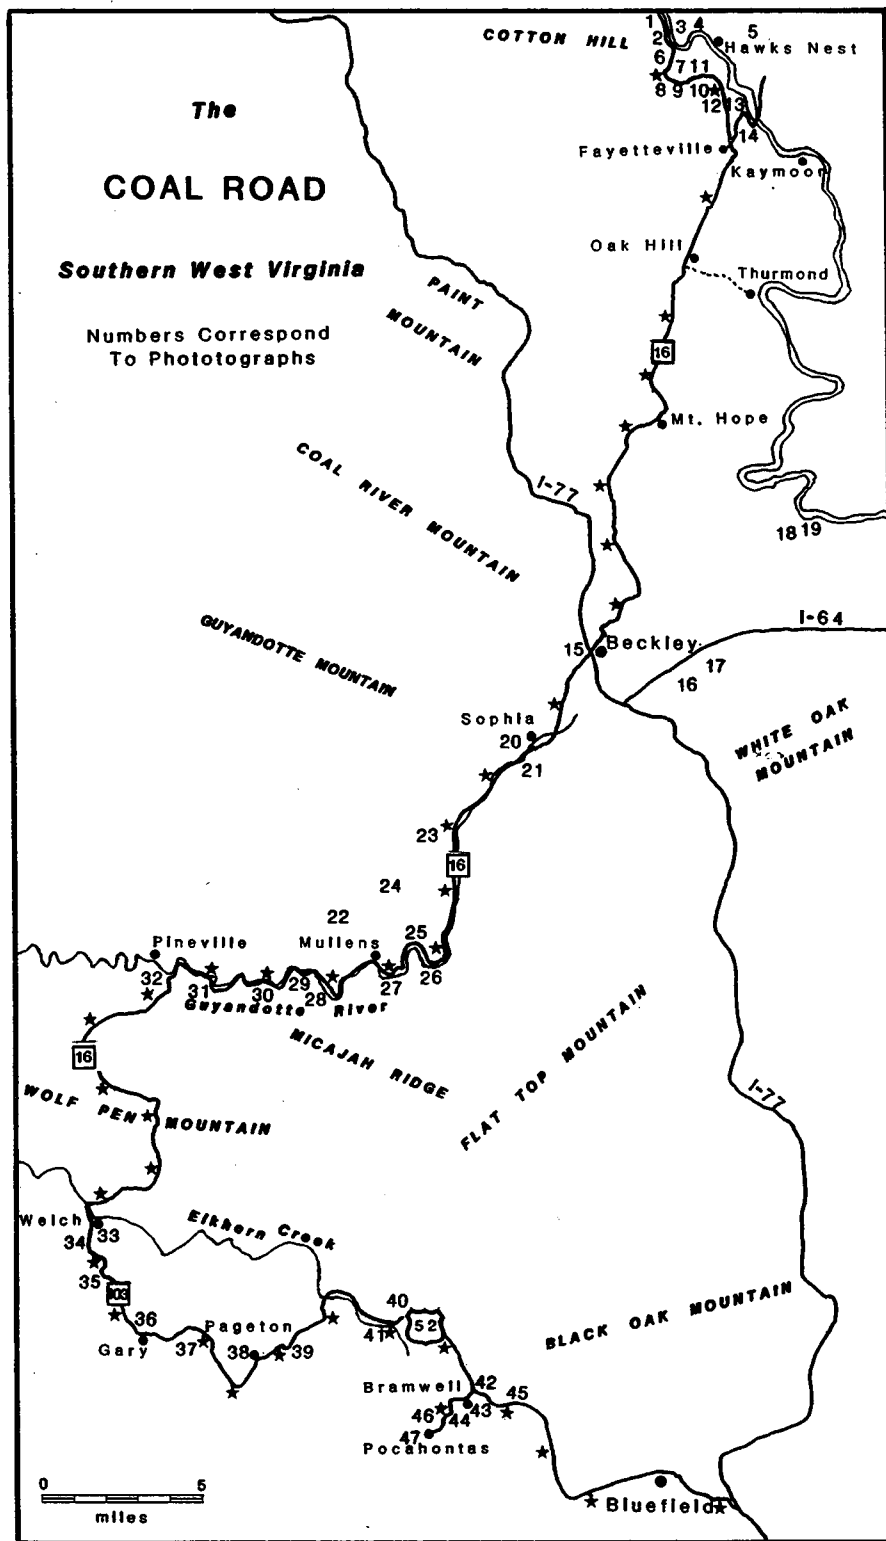 1
3 4
5
COTTON HILL
2
Hawks Nest
6
7 11
8 9 10
12 13
14
The
COAL ROAD
Southern West Virginia
Numbers Correspond
To Phototographs
Fayetteville
Kaymoor
Oak Hill
Thurmond
PAINT
MOUNTAIN
16
Mt. Hope
COAL RIVER MOUNTAIN
I-77
18 19
GUYANDOTTE MOUNTAIN
I-64
15
Beckley
17
16
WHITE OAK
MOUNTAIN
Sophia
20
21
23
16
24
22
25
Pineville
Mullens
26
27
32
31
30
29
28
Guyandotte River
MICAJAH RIDGE
FLAT TOP MOUNTAIN
16
WOLF PEN MOUNTAIN
I-77
Welch
33
Elkhorn Creek
34
35
103
36
Gary
37
Pageton
38
39
40
41
52
BLACK OAK MOUNTAIN
Bramwell
42
45
46
44
43
47
Pocahontas
0 5
miles
Bluefield